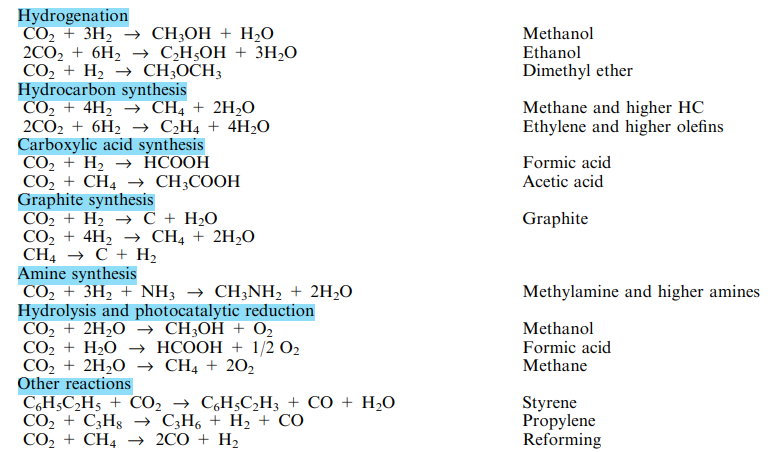 Hydrogenation
CO₂ + 3H₂ → CH₃OH + H₂O Methanol
2CO₂ + 6H₂ → C₂H₅OH + 3H₂O Ethanol
CO₂ + H₂ → CH₃OCH₃ Dimethyl ether
Hydrocarbon synthesis
CO₂ + 4H₂ → CH₄ + 2H₂O Methane and higher HC
2CO₂ + 6H₂ → C₂H₄ + 4H₂O Ethylene and higher olefins
Carboxylic acid synthesis
CO₂ + H₂ → HCOOH Formic acid
CO₂ + CH₄ → CH₃COOH Acetic acid
Graphite synthesis
CO₂ + H₂ → C + H₂O Graphite
CO₂ + 4H₂ → CH₄ + 2H₂O
CH₄ → C + H₂
Amine synthesis
CO₂ + 3H₂ + NH₃ → CH₃NH₂ + 2H₂O Methylamine and higher amines
Hydrolysis and photocatalytic reduction
CO₂ + 2H₂O → CH₃OH + O₂ Methanol
CO₂ + H₂O → HCOOH + 1/2 O₂ Formic acid
CO₂ + 2H₂O → CH₄ + 2O₂ Methane
Other reactions
C₆H₅C₂H₅ + CO₂ → C₆H₅C₂H₃ + CO + H₂O Styrene
CO₂ + C₃H₈ → C₃H₆ + H₂ + CO Propylene
CO₂ + CH₄ → 2CO + H₂ Reforming